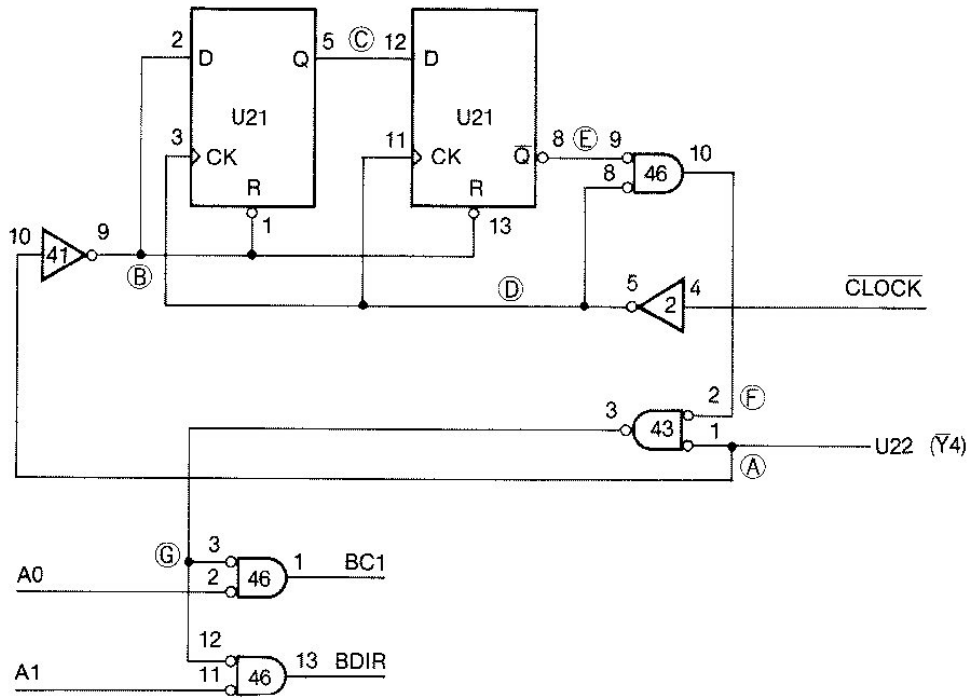 2 D Q 5 Ⓒ 12 D
U21 U21
3 CK 11 CK Q̅ 8 Ⓔ 9 10
8 46
R R
1 13
10 41 9
Ⓑ
Ⓓ 5 2 4 CLOCK
3 43 2 Ⓕ
1 U22 (Y̅4)
Ⓐ
Ⓖ 3 46 1 BC1
A0 2
12 46 13 BDIR
A1 11